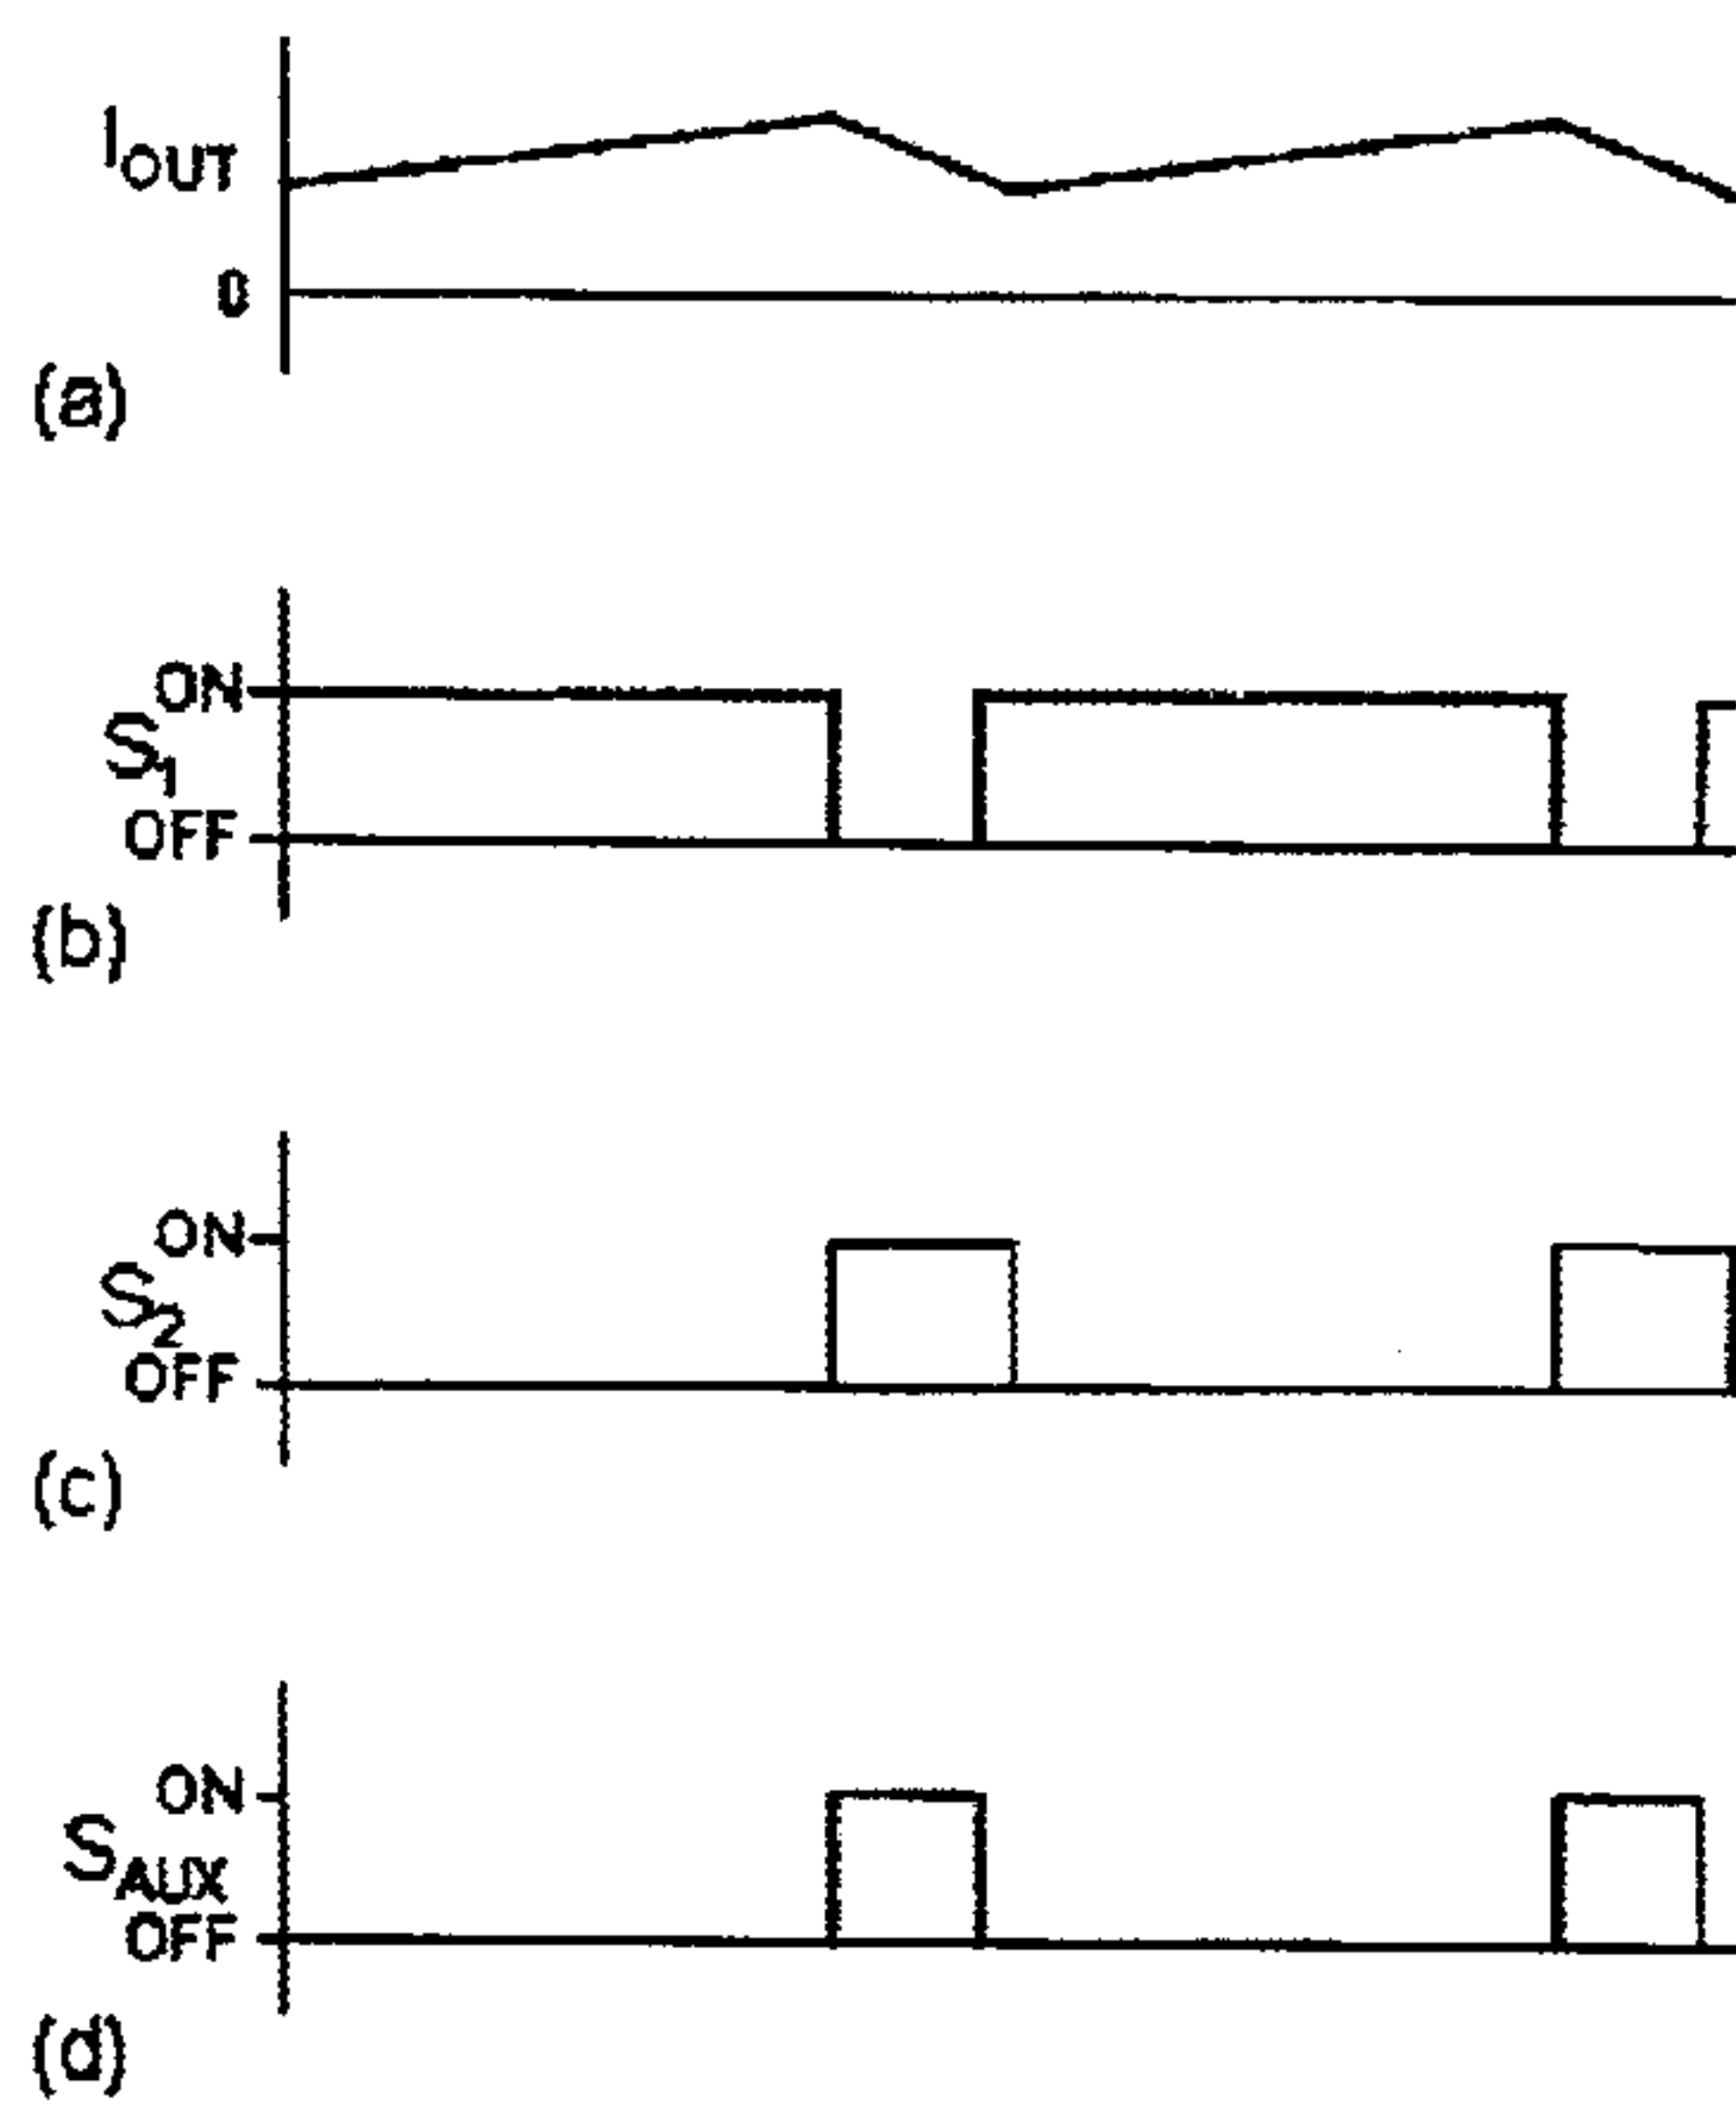 IOUT
0
(a)
ON
S1
OFF
(b)
ON
S2
OFF
(c)
ON
SAUX
OFF
(d)